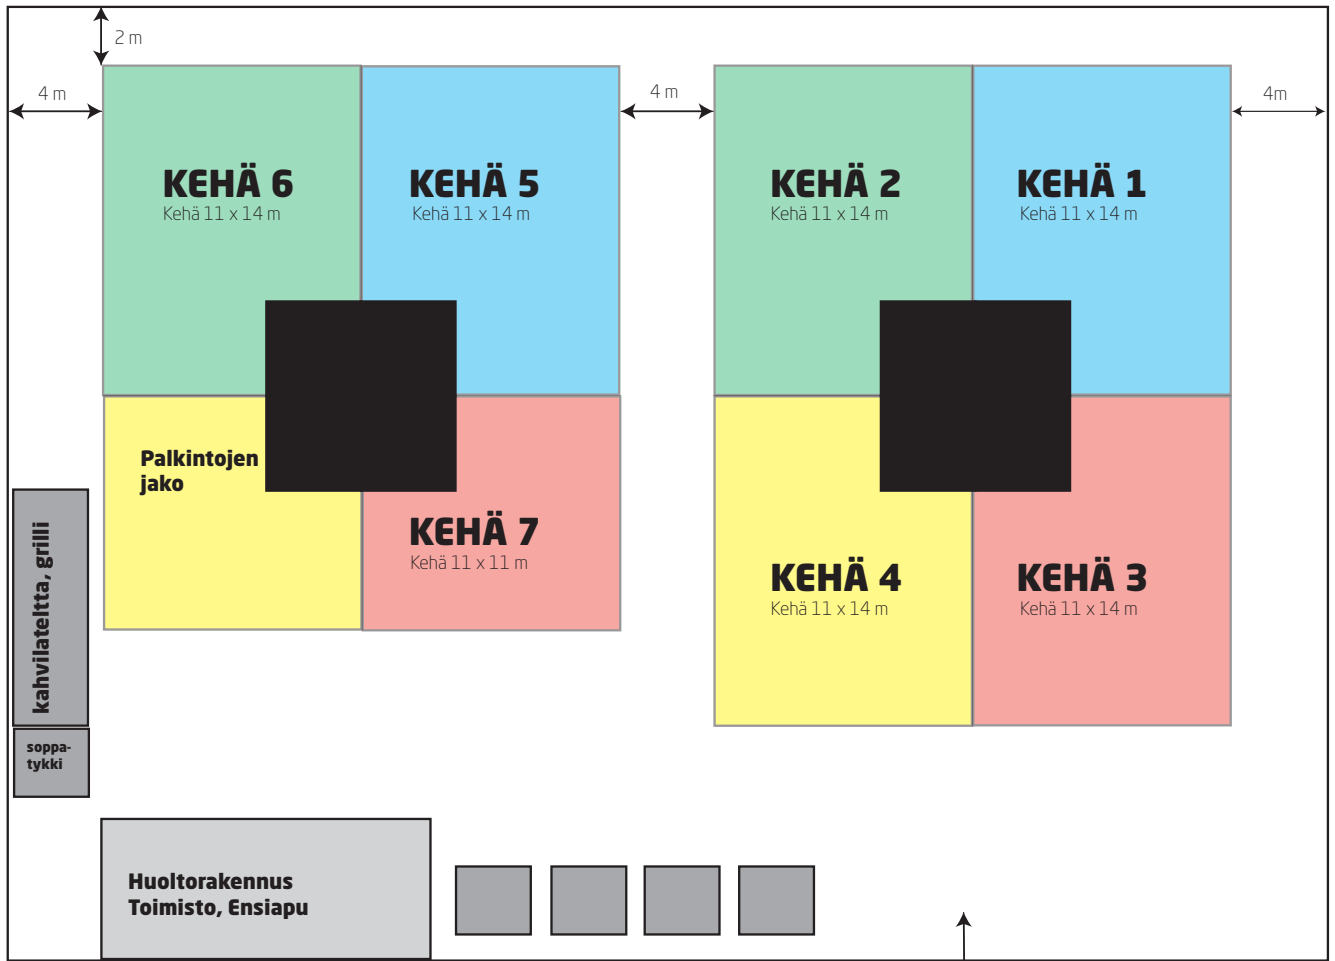 2 m
4 m
4 m
4m
KEHÄ 6
Kehä 11 x 14 m
KEHÄ 5
Kehä 11 x 14 m
KEHÄ 2
Kehä 11 x 14 m
KEHÄ 1
Kehä 11 x 14 m
Palkintojen
jako
KEHÄ 7
Kehä 11 x 11 m
KEHÄ 4
Kehä 11 x 14 m
KEHÄ 3
Kehä 11 x 14 m
kahvilateltta, grilli
soppa-
tykki
Huoltorakennus
Toimisto, Ensiapu